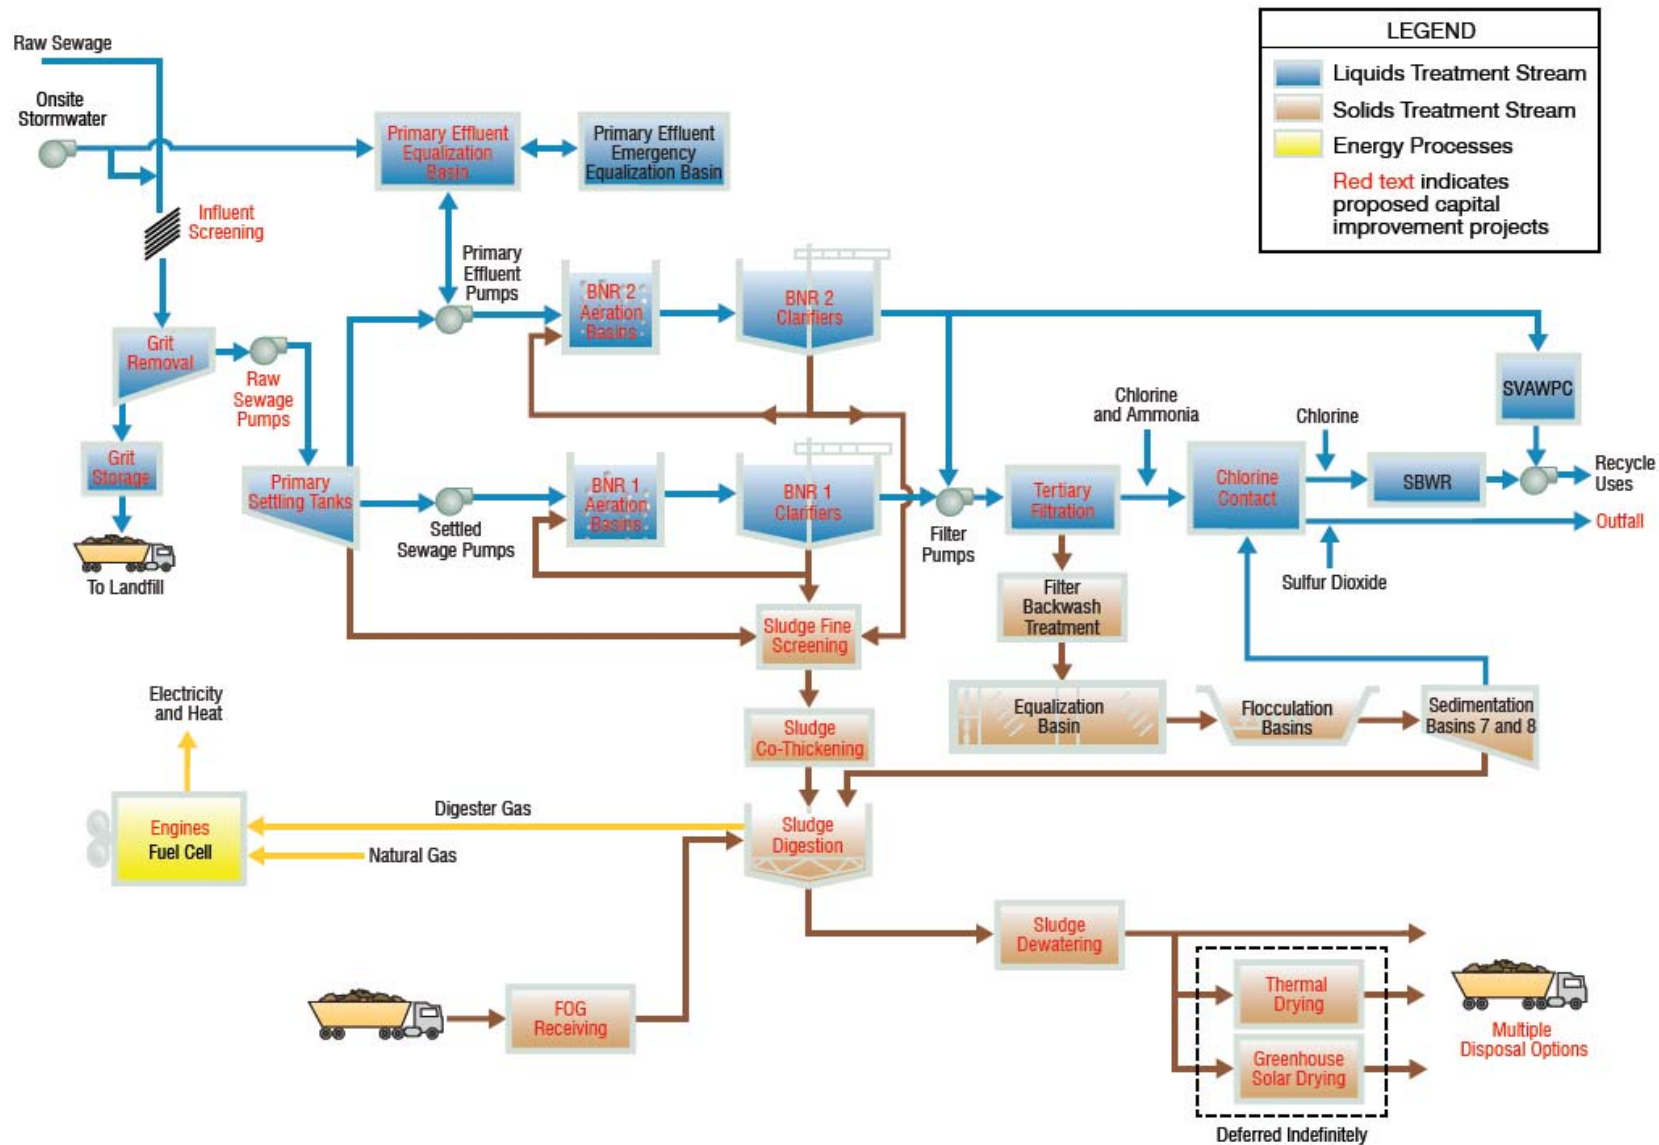 LEGEND
Liquids Treatment Stream
Solids Treatment Stream
Energy Processes
Red text indicates
proposed capital
improvement projects
Raw Sewage
Onsite
Stormwater
Primary Effluent
Equalization
Basin
Primary Effluent
Emergency
Equalization Basin
Influent
Screening
Primary
Effluent
Pumps
BNR 2
Aeration
Basins
BNR 2
Clarifiers
Grit
Removal
Raw
Sewage
Pumps
SVAWPC
Chlorine
and Ammonia
Chlorine
Grit
Storage
Primary
Settling Tanks
Settled
Sewage Pumps
BNR 1
Aeration
Basins
BNR 1
Clarifiers
Filter
Pumps
Tertiary
Filtration
Chlorine
Contact
SBWR
Recycle
Uses
Outfall
Sulfur Dioxide
To Landfill
Filter
Backwash
Treatment
Sludge Fine
Screening
Electricity
and Heat
Sludge
Co-Thickening
Equalization
Basin
Flocculation
Basins
Sedimentation
Basins 7 and 8
Engines
Fuel Cell
Digester Gas
Natural Gas
Sludge
Digestion
Sludge
Dewatering
FOG
Receiving
Thermal
Drying
Greenhouse
Solar Drying
Multiple
Disposal Options
Deferred Indefinitely